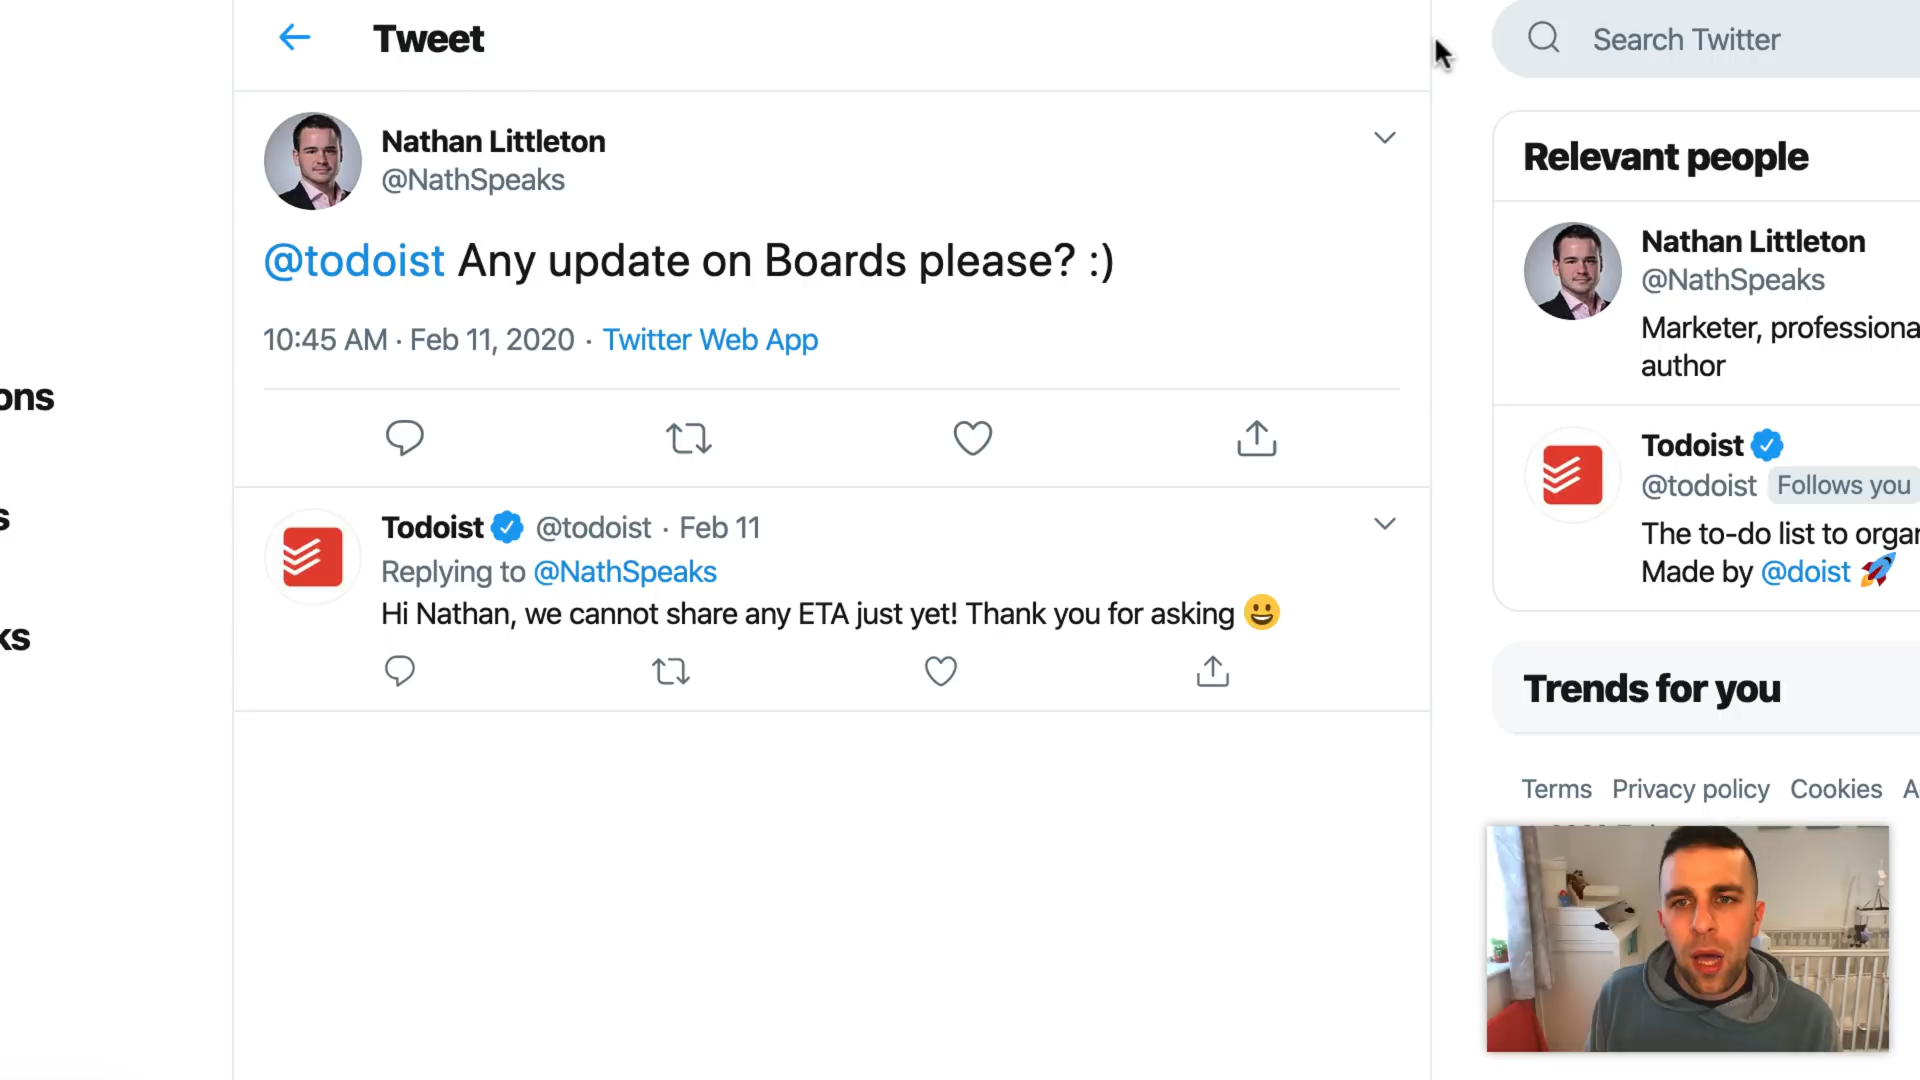 Tweet
Search Twitter
Nathan Littleton
@NathSpeaks
@todoist Any update on Boards please? :)
10:45 AM · Feb 11, 2020 · Twitter Web App
Todoist @todoist · Feb 11
Replying to @NathSpeaks
Hi Nathan, we cannot share any ETA just yet! Thank you for asking 😀
Relevant people
Nathan Littleton
@NathSpeaks
Marketer, professiona
author
Todoist
@todoist Follows you
The to-do list to organ
Made by @doist 🚀
Trends for you
Terms Privacy policy Cookies A
ons
s
ks